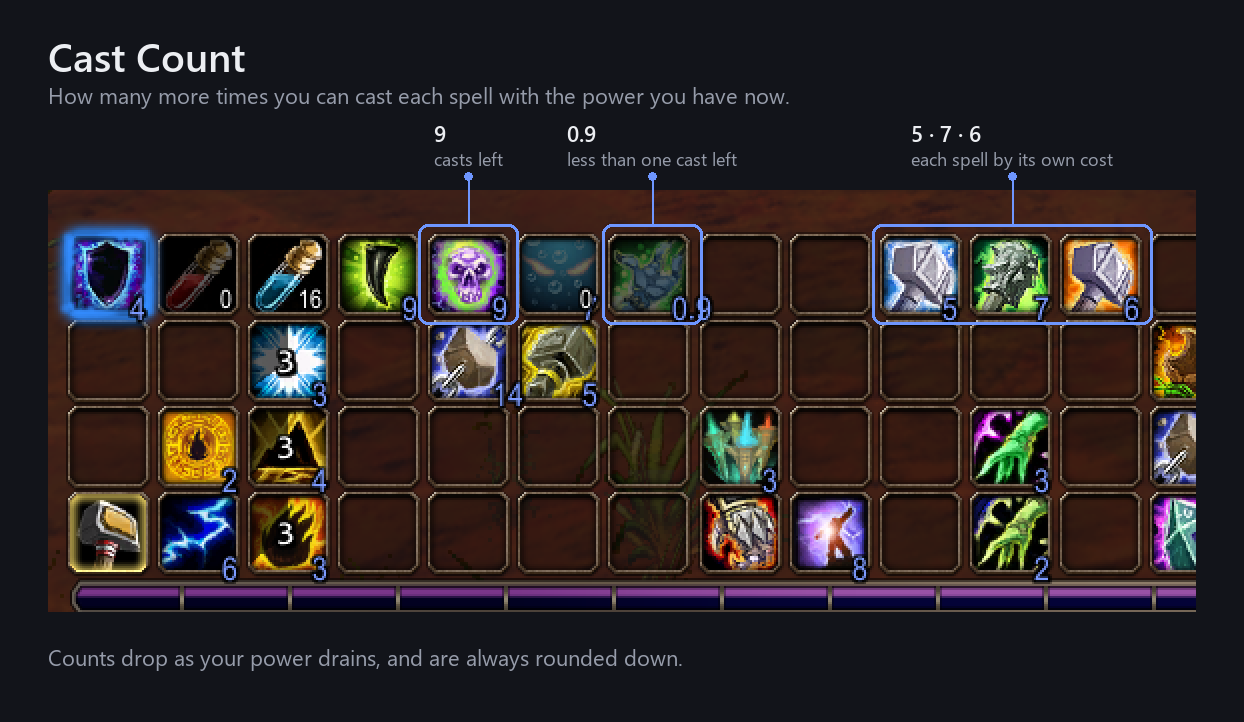 Cast Count
How many more times you can cast each spell with the power you have now.
9 0.9 5 · 7 · 6
casts left less than one cast left each spell by its own cost
4 0 16 9 9 0 7 0.9 5 7 6
3 3 14 5
2 3 4 3 3
6 3 3 8 2
Counts drop as your power drains, and are always rounded down.